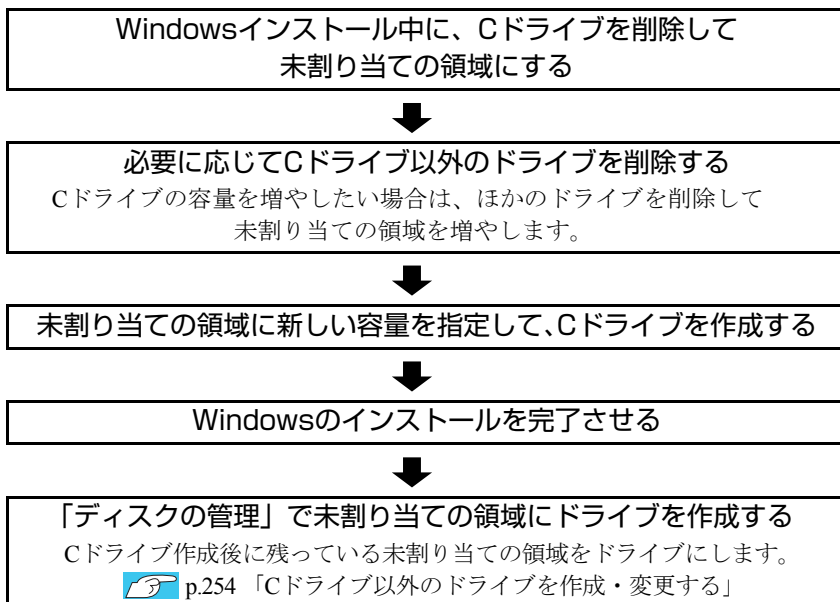 Windowsインストール中に、Cドライブを削除して
未割り当ての領域にする
必要に応じてCドライブ以外のドライブを削除する
Cドライブの容量を増やしたい場合は、ほかのドライブを削除して
未割り当ての領域を増やします。
未割り当ての領域に新しい容量を指定して、Cドライブを作成する
Windowsのインストールを完了させる
「ディスクの管理」で未割り当ての領域にドライブを作成する
Cドライブ作成後に残っている未割り当ての領域をドライブにします。
p.254 「Cドライブ以外のドライブを作成・変更する」